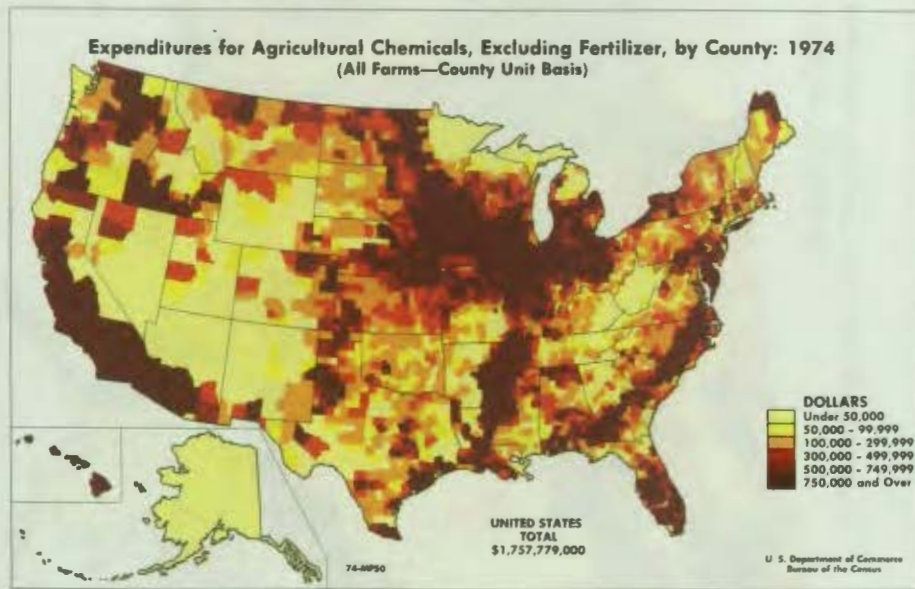 Expenditures for Agricultural Chemicals, Excluding Fertilizer, by County: 1974
(All Farms—County Unit Basis)
DOLLARS
Under 50,000
50,000 - 99,999
100,000 - 299,999
300,000 - 499,999
500,000 - 749,999
750,000 and Over
UNITED STATES
TOTAL
$1,757,779,000
74-MP50
U. S. Department of Commerce
Bureau of the Census